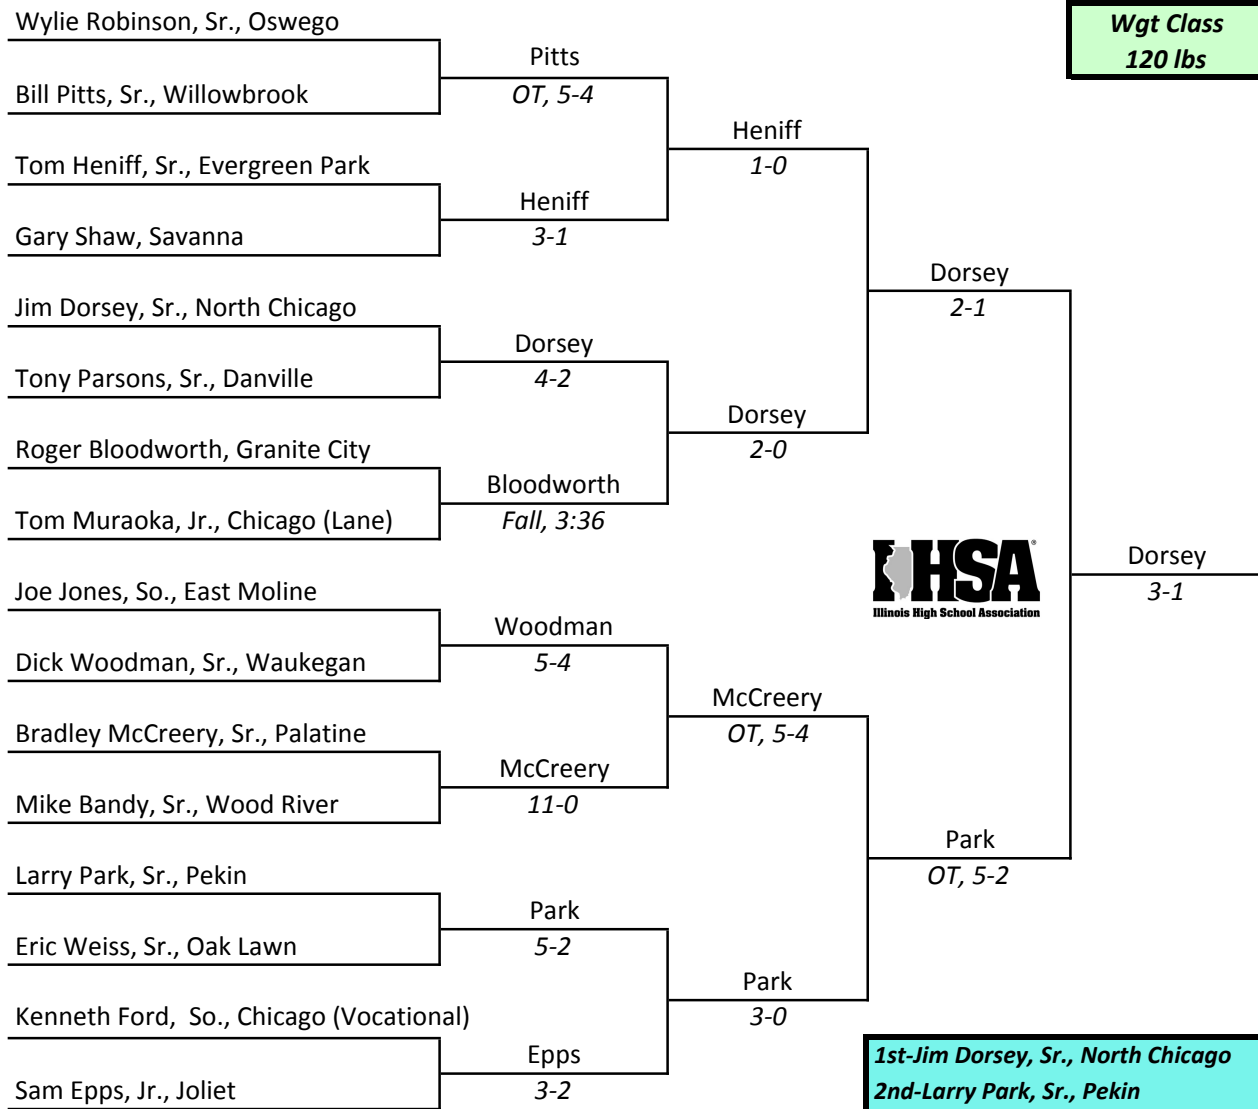 Wylie Robinson, Sr., Oswego
Wgt Class
120 lbs
Pitts
OT, 5-4
Bill Pitts, Sr., Willowbrook
Heniff
1-0
Tom Heniff, Sr., Evergreen Park
Heniff
3-1
Gary Shaw, Savanna
Dorsey
2-1
Jim Dorsey, Sr., North Chicago
Dorsey
4-2
Tony Parsons, Sr., Danville
Dorsey
2-0
Roger Bloodworth, Granite City
Bloodworth
Fall, 3:36
Tom Muraoka, Jr., Chicago (Lane)
IHSA®
Illinois High School Association
Dorsey
3-1
Joe Jones, So., East Moline
Woodman
5-4
Dick Woodman, Sr., Waukegan
McCreery
OT, 5-4
Bradley McCreery, Sr., Palatine
McCreery
11-0
Mike Bandy, Sr., Wood River
Park
OT, 5-2
Larry Park, Sr., Pekin
Park
5-2
Eric Weiss, Sr., Oak Lawn
Park
3-0
Kenneth Ford,  So., Chicago (Vocational)
Epps
3-2
Sam Epps, Jr., Joliet
1st-Jim Dorsey, Sr., North Chicago
2nd-Larry Park, Sr., Pekin